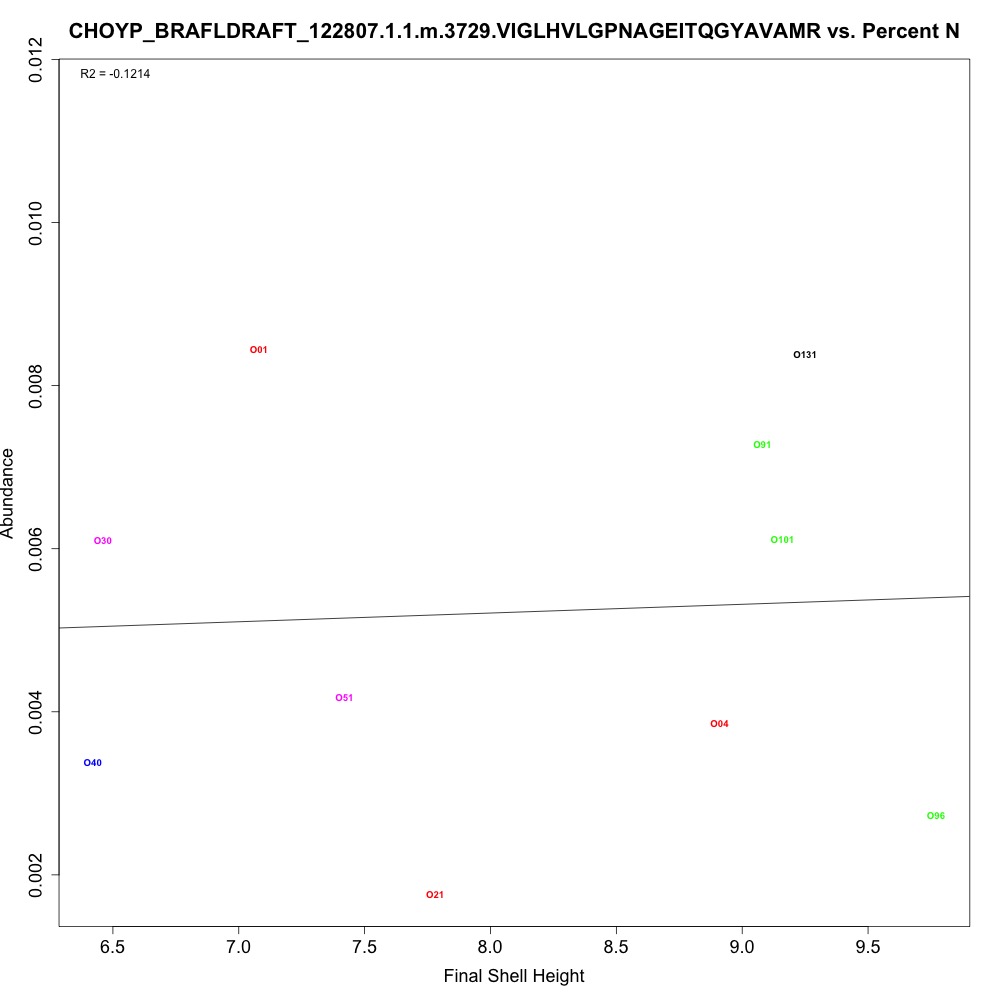 CHOYP_BRAFLDRAFT_122807.1.1.m.3729.VIGLHVLGPNAGEITQGYAVAMR vs. Percent N
R2 = -0.1214
0.012
0.010
0.008
0.006
0.004
0.002
Abundance
O01
O131
O91
O30
O101
O51
O04
O40
O96
O21
6.5 7.0 7.5 8.0 8.5 9.0 9.5
Final Shell Height